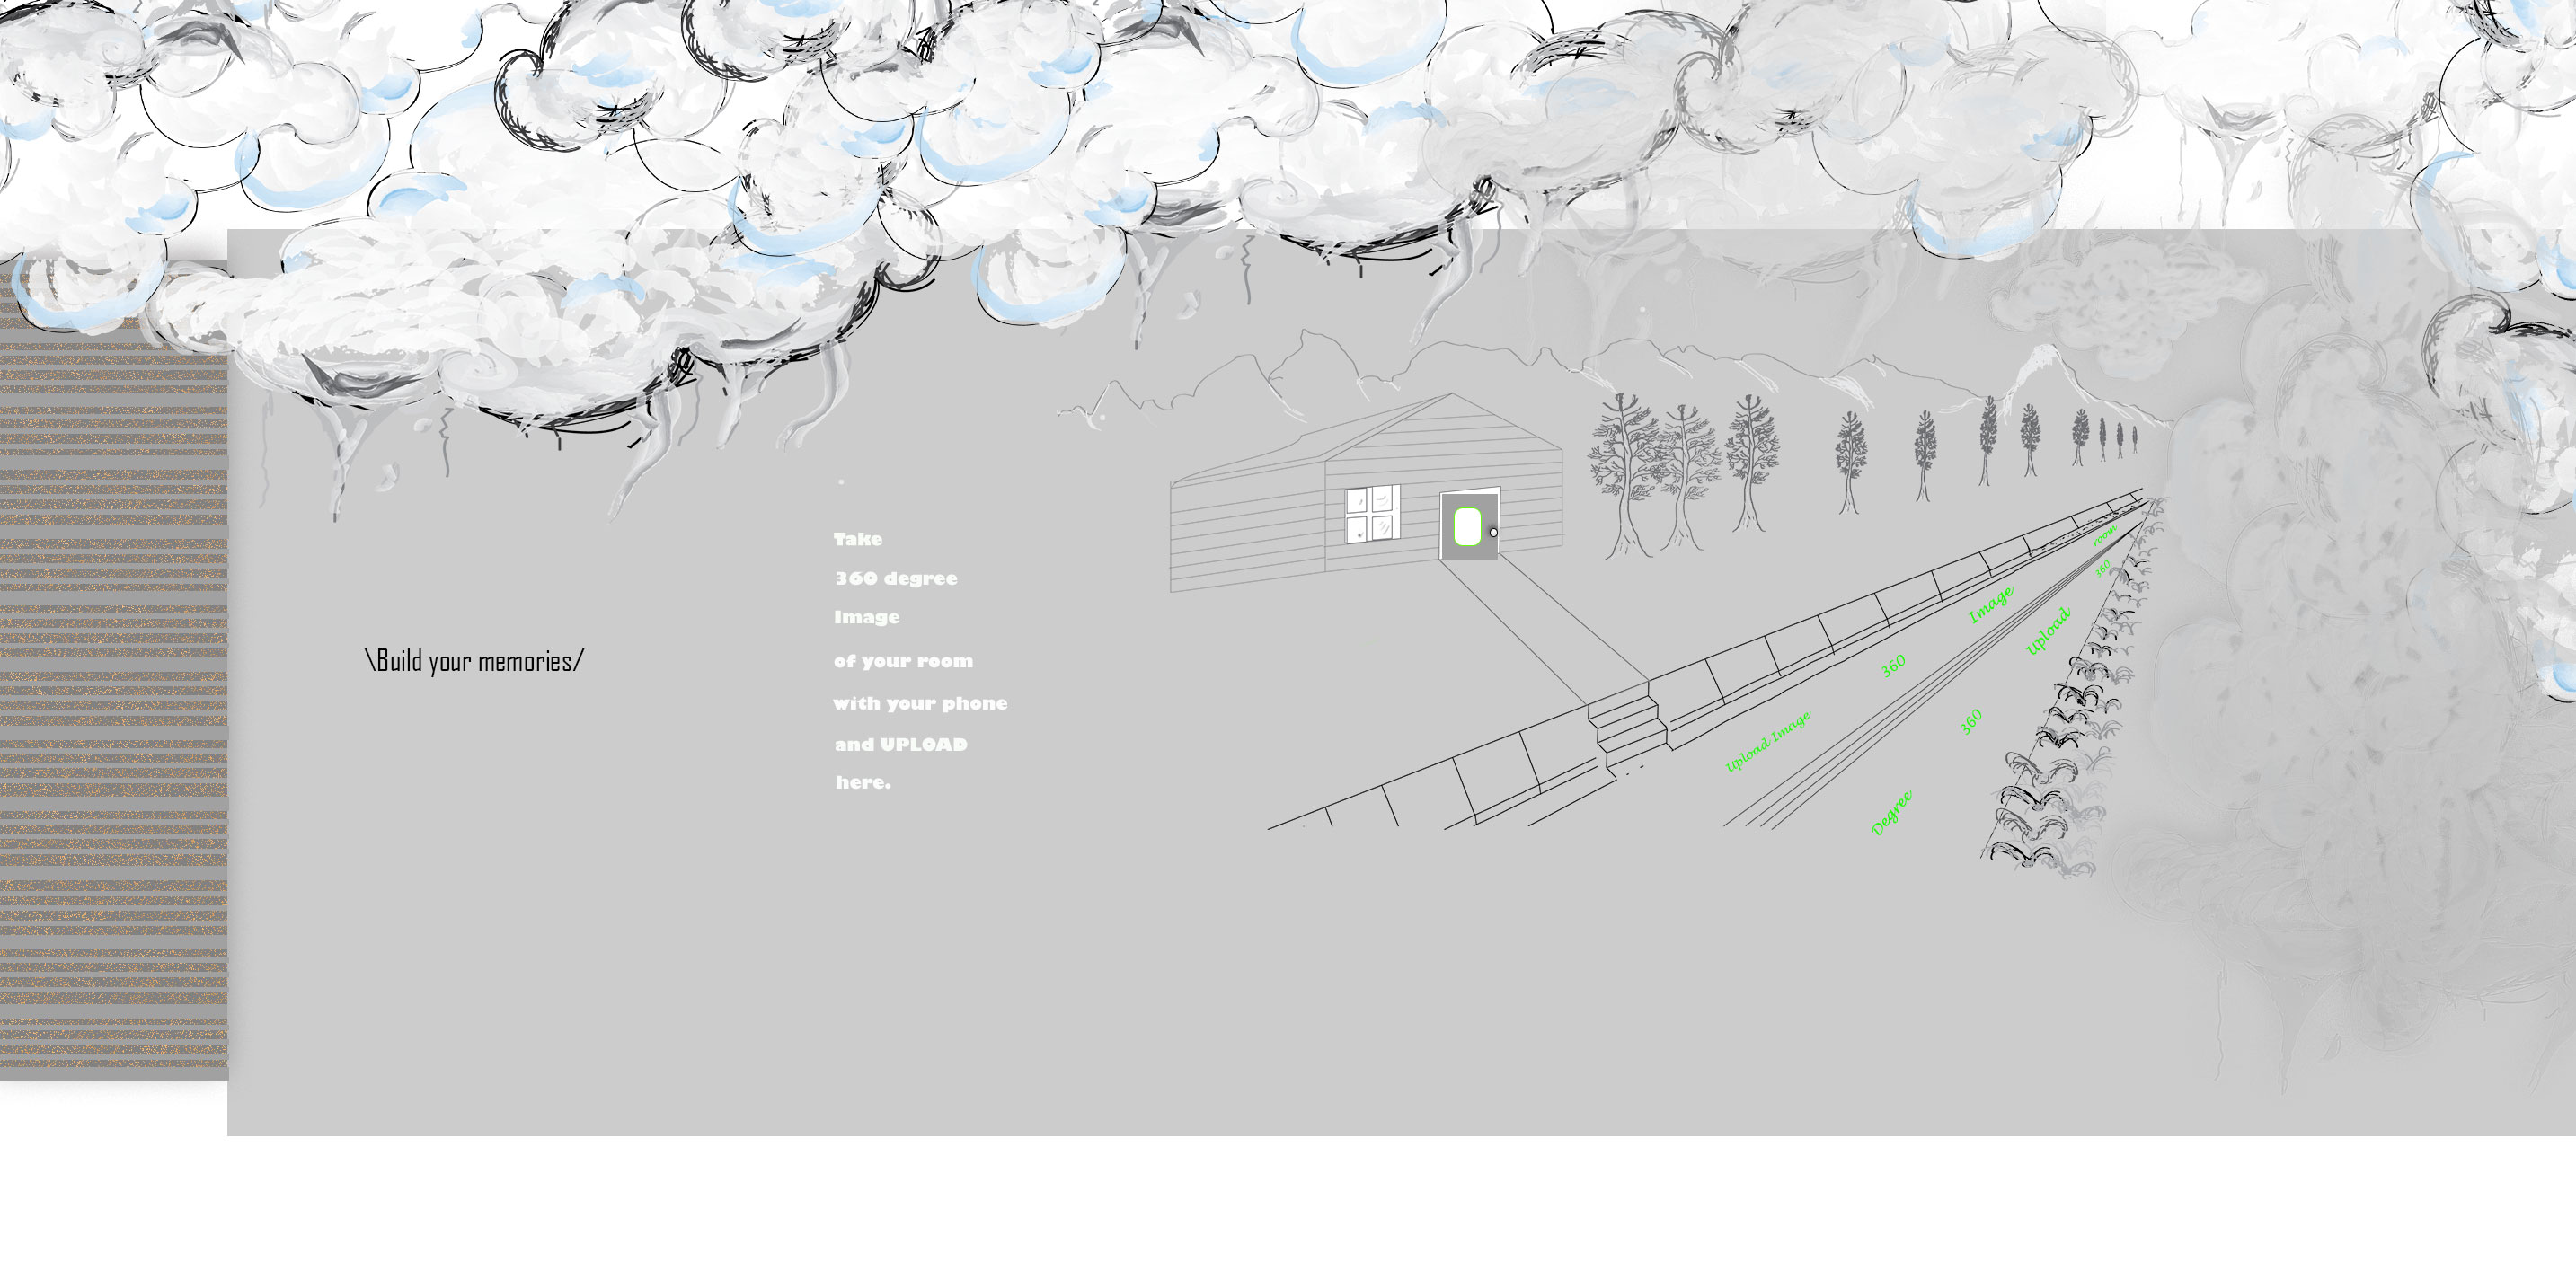 \Build your memories/
Take
360 degree
Image
of your room
with your phone
and UPLOAD
here.
room
360
Image
Upload
360
360
Upload Image
Degree